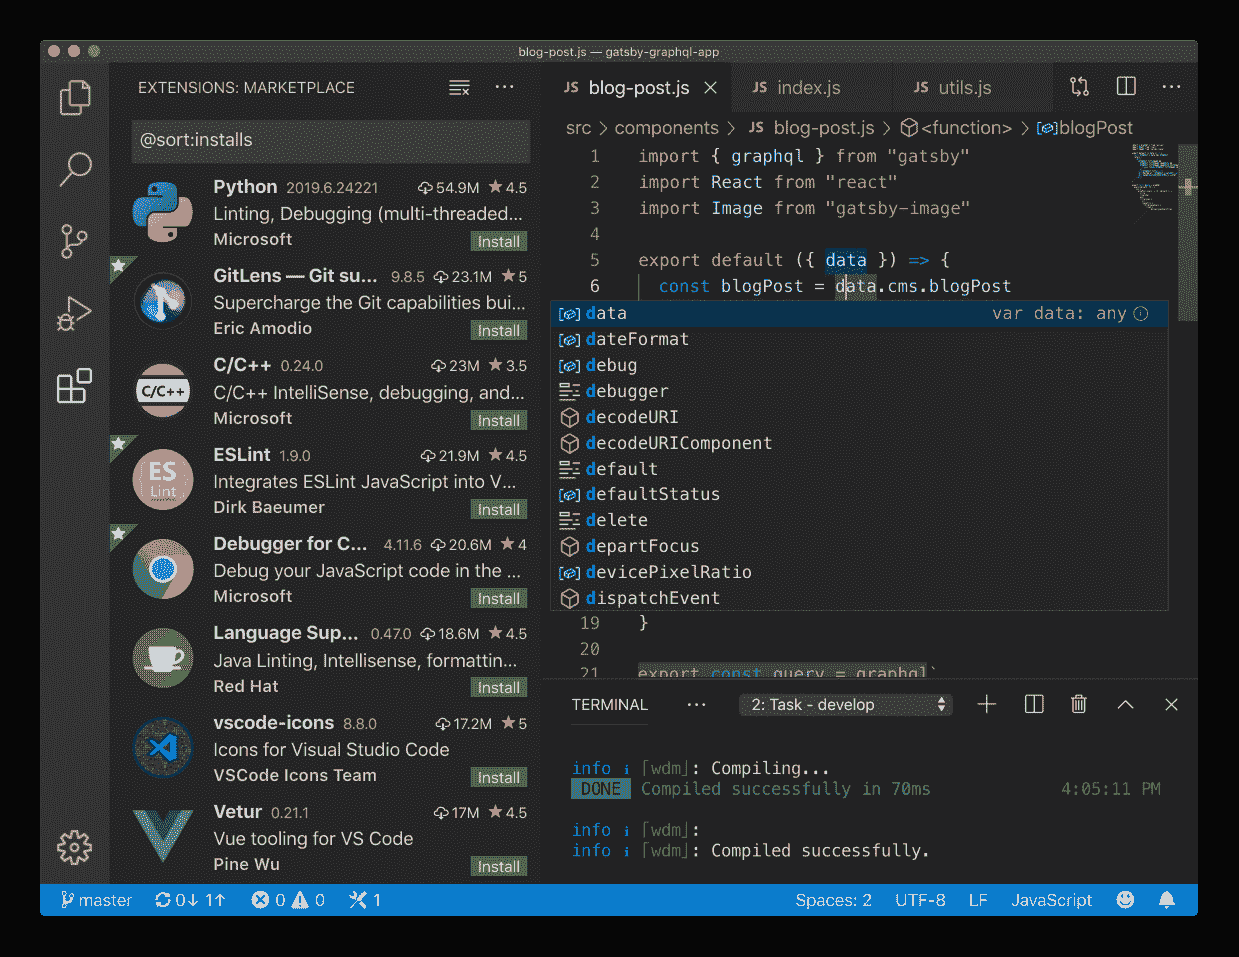 blog-post.js — gatsby-graphql-app
EXTENSIONS: MARKETPLACE
@sort:installs
Python 2019.6.24221 54.9M 4.5
Linting, Debugging (multi-threaded...
Microsoft Install
GitLens — Git su... 9.8.5 23.1M 5
Supercharge the Git capabilities bui...
Eric Amodio Install
C/C++
C/C++ 0.24.0 23M 3.5
C/C++ IntelliSense, debugging, and...
Microsoft Install
ES
Lint
ESLint 1.9.0 21.9M 4.5
Integrates ESLint JavaScript into V...
Dirk Baeumer Install
Debugger for C... 4.11.6 20.6M 4
Debug your JavaScript code in the ...
Microsoft Install
Language Sup... 0.47.0 18.6M 4.5
Java Linting, Intellisense, formattin...
Red Hat Install
vscode-icons 8.8.0 17.2M 5
Icons for Visual Studio Code
VSCode Icons Team Install
Vetur 0.21.1 17M 4.5
Vue tooling for VS Code
Pine Wu Install
JS blog-post.js JS index.js JS utils.js
src > components > JS blog-post.js > <function> > blogPost
1 import { graphql } from "gatsby"
2 import React from "react"
3 import Image from "gatsby-image"
4
5 export default ({ data }) => {
6 const blogPost = data.cms.blogPost
data var data: any
dateFormat
debug
debugger
decodeURI
decodeURIComponent
default
defaultStatus
delete
departFocus
devicePixelRatio
dispatchEvent
19 }
20
21 export const query = graphql`
TERMINAL ... 2: Task - develop
info i ⌈wdm⌋: Compiling...
DONE Compiled successfully in 70ms 4:05:11 PM
info i ⌈wdm⌋:
info i ⌈wdm⌋: Compiled successfully.
master 0↓ 1↑ 0 0 1 Spaces: 2 UTF-8 LF JavaScript